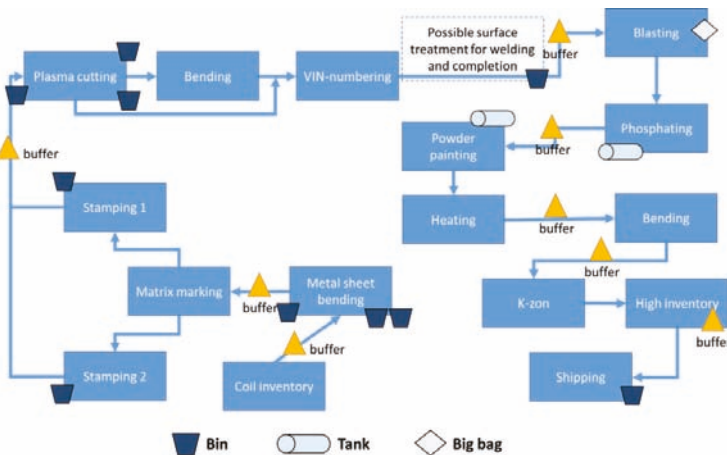 Plasma cutting
Bending
VIN-numbering
Possible surface
treatment for welding
and completion
buffer
Blasting
buffer
Powder
painting
buffer
Phosphating
Stamping 1
Heating
buffer
Bending
buffer
Matrix marking
buffer
Metal sheet
bending
K-zon
High inventory
buffer
buffer
Stamping 2
Coil inventory
Shipping
Bin
Tank
Big bag